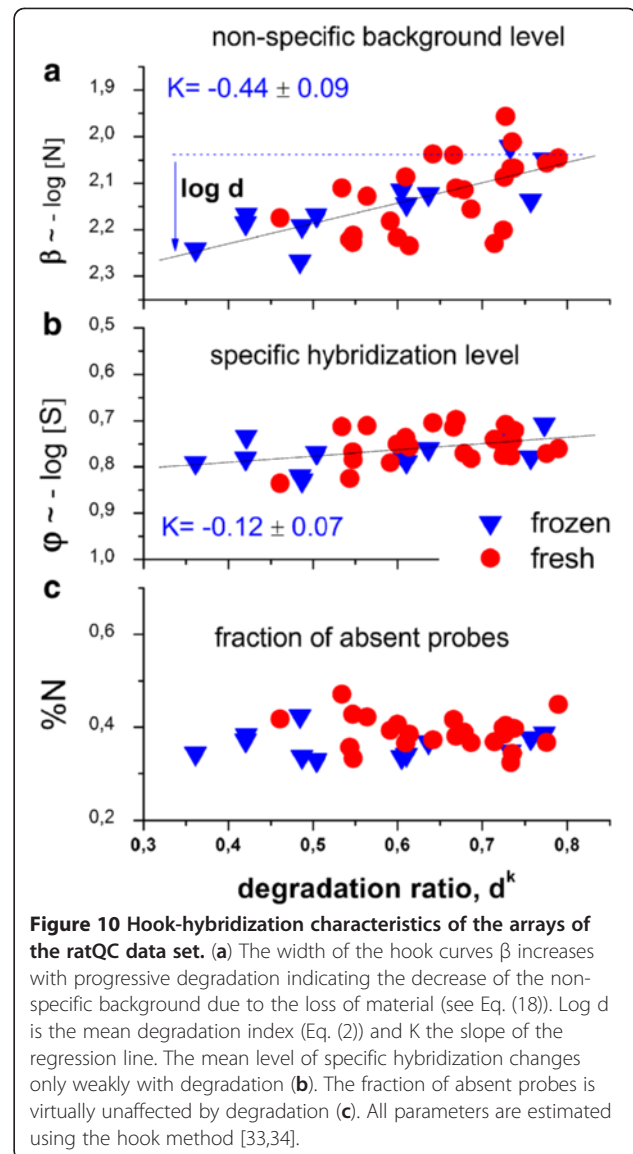 non-specific background level
a
K= -0.44 ± 0.09
1,9
2,0
2,1
2,2
2,3
log d
β ~ - log [N]
b
specific hybridization level
0,5
0,6
0,7
0,8
0,9
1,0
φ ~ - log [S]
K= -0.12 ± 0.07
frozen
fresh
c
fraction of absent probes
0,6
0,4
0,2
%N
0,3 0,4 0,5 0,6 0,7 0,8
degradation ratio, d^k
Figure 10 Hook-hybridization characteristics of the arrays of
the ratQC data set. (a) The width of the hook curves β increases
with progressive degradation indicating the decrease of the non-
specific background due to the loss of material (see Eq. (18)). Log d
is the mean degradation index (Eq. (2)) and K the slope of the
regression line. The mean level of specific hybridization changes
only weakly with degradation (b). The fraction of absent probes is
virtually unaffected by degradation (c). All parameters are estimated
using the hook method [33,34].